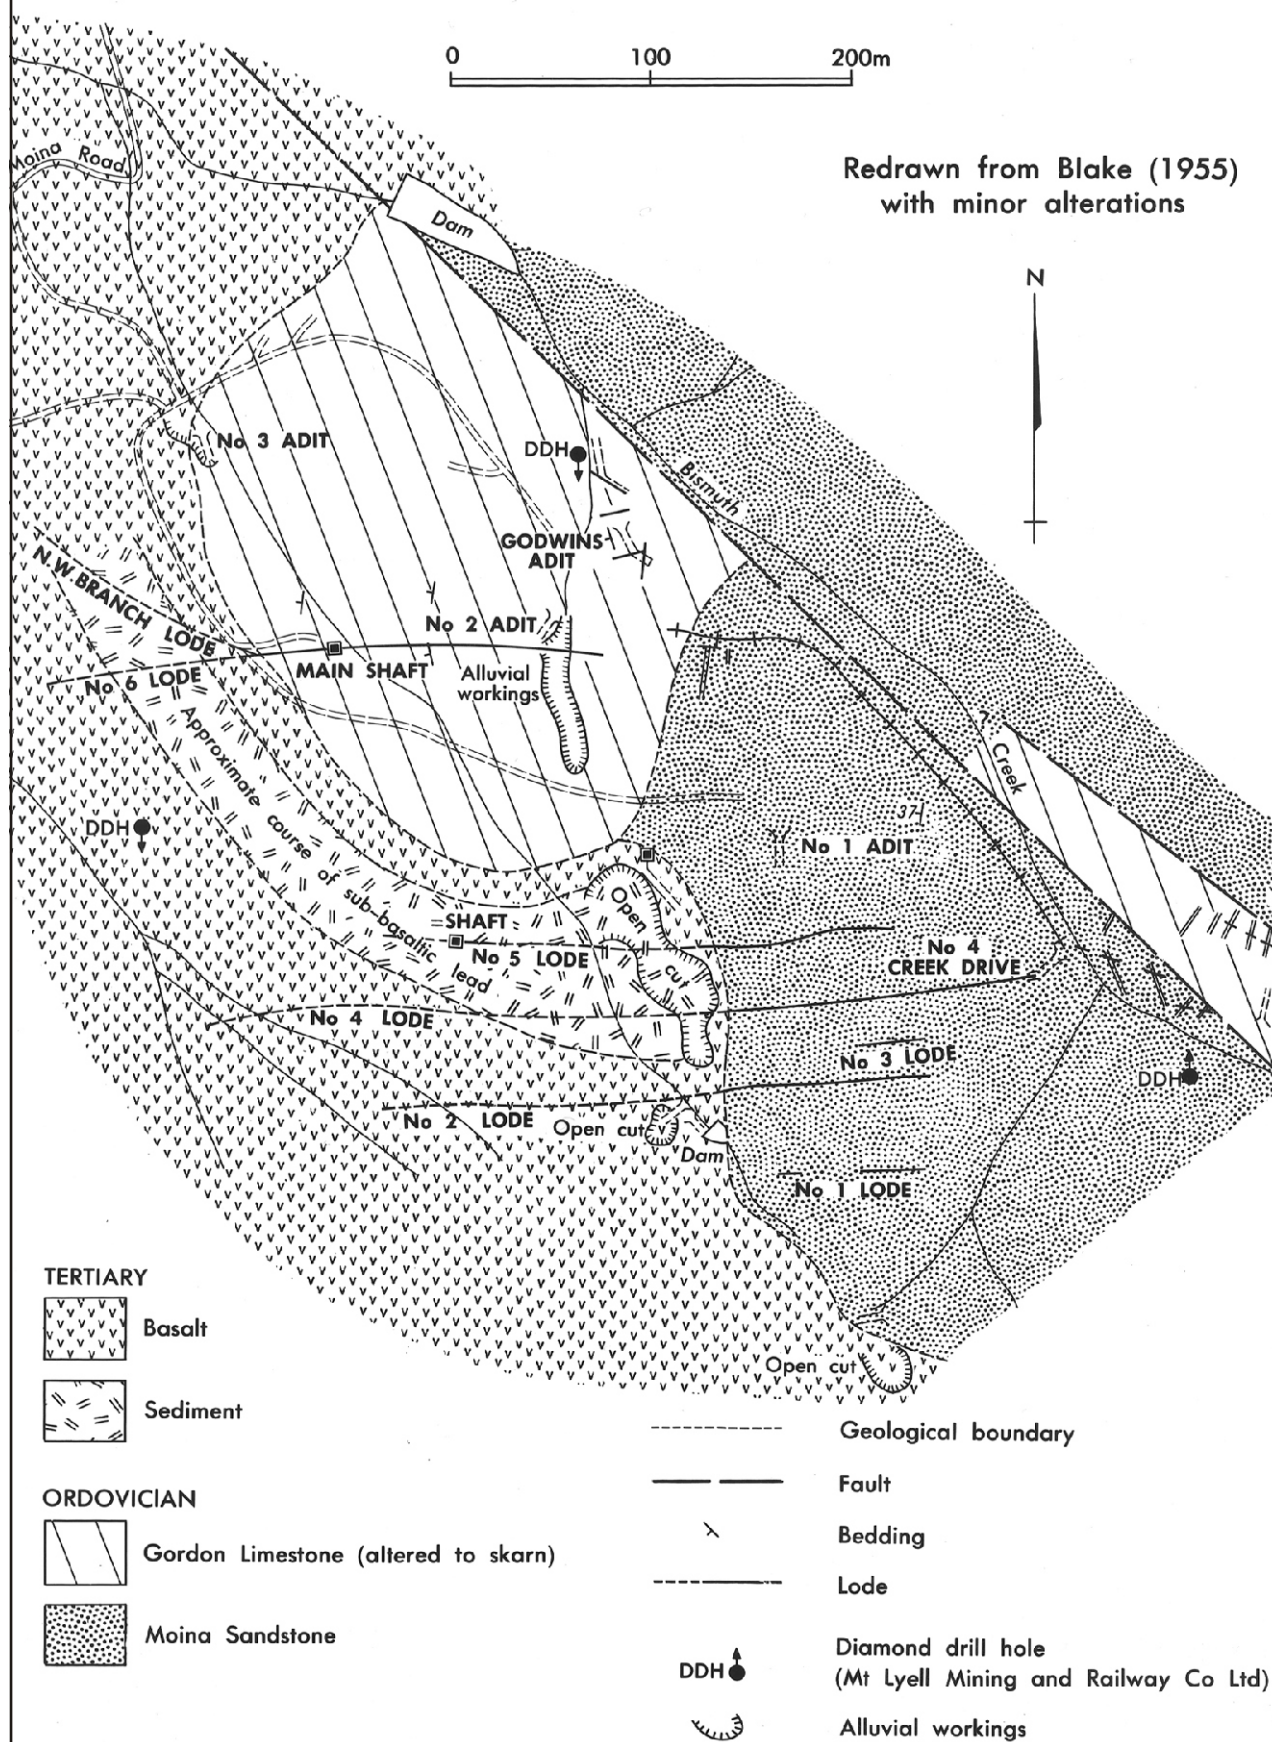 0 100 200m
Redrawn from Blake (1955)
with minor alterations
N
Moina Road
Dam
No 3 ADIT
DDH
Bismuth
GODWINS
ADIT
N.W. BRANCH LODE
No 2 ADIT
MAIN SHAFT
Alluvial
workings
No 6 LODE
?
Creek
Approximate course of sub-basaltic lead
DDH
37
No 1 ADIT
Open cut
SHAFT
No 5 LODE
No 4
CREEK DRIVE
No 4 LODE
No 3 LODE
DDH
No 2 LODE
Open cut
Dam
No 1 LODE
Open cut
TERTIARY
Basalt
Sediment
ORDOVICIAN
Gordon Limestone (altered to skarn)
Moina Sandstone
Geological boundary
Fault
Bedding
Lode
DDH
Diamond drill hole
(Mt Lyell Mining and Railway Co Ltd)
Alluvial workings